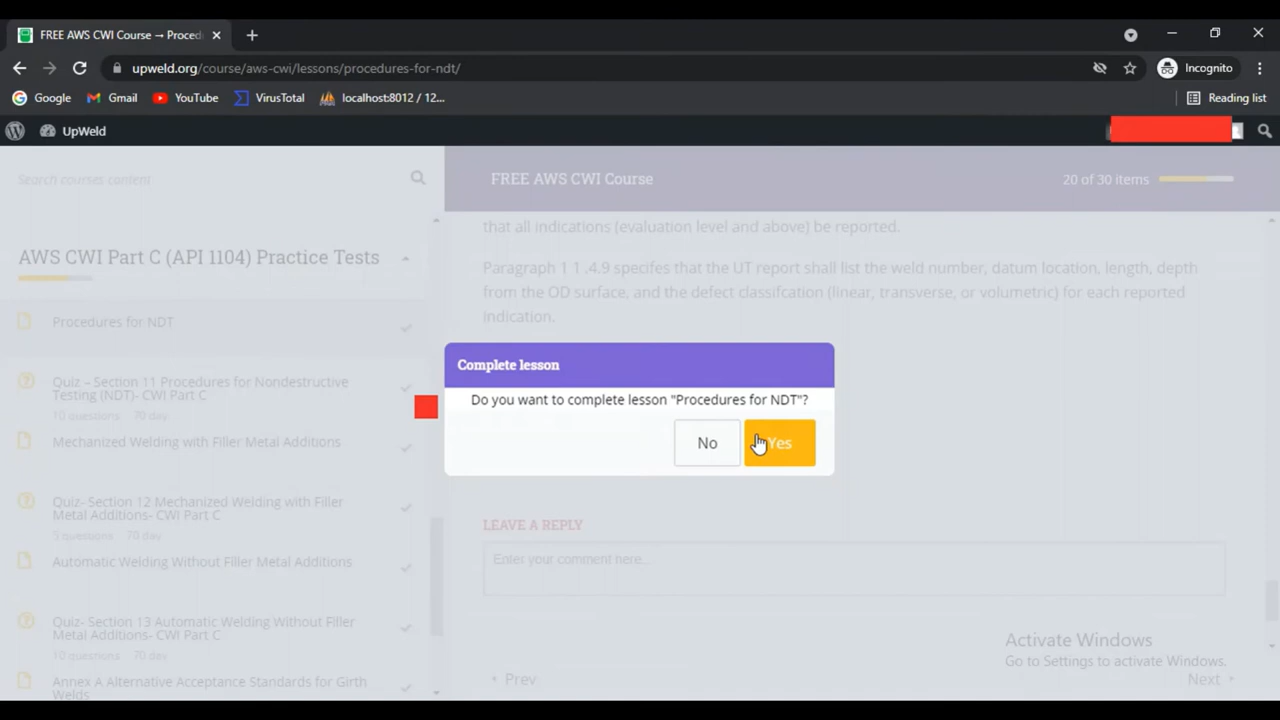 FREE AWS CWI Course → Proced
upweld.org/course/aws-cwi/lessons/procedures-for-ndt/
Incognito
Google
Gmail
YouTube
VirusTotal
localhost:8012 / 12...
Reading list
UpWeld
Search courses content
FREE AWS CWI Course
20 of 30 items
that all indications (evaluation level and above) be reported.
AWS CWI Part C (API 1104) Practice Tests
Paragraph 1 1 .4.9 specifes that the UT report shall list the weld number, datum location, length, depth
from the OD surface, and the defect classifcation (linear, transverse, or volumetric) for each reported
indication.
Procedures for NDT
Complete lesson
Do you want to complete lesson "Procedures for NDT"?
No
Yes
Quiz – Section 11 Procedures for Nondestructive
Testing (NDT)- CWI Part C
10 questions 70 day
Mechanized Welding with Filler Metal Additions
Quiz- Section 12 Mechanized Welding with Filler
Metal Additions- CWI Part C
5 questions 70 day
Automatic Welding Without Filler Metal Additions
Quiz- Section 13 Automatic Welding Without Filler
Metal Additions- CWI Part C
10 questions 70 day
Annex A Alternative Acceptance Standards for Girth
Welds
LEAVE A REPLY
Enter your comment here...
Activate Windows
Go to Settings to activate Windows.
Prev
Next